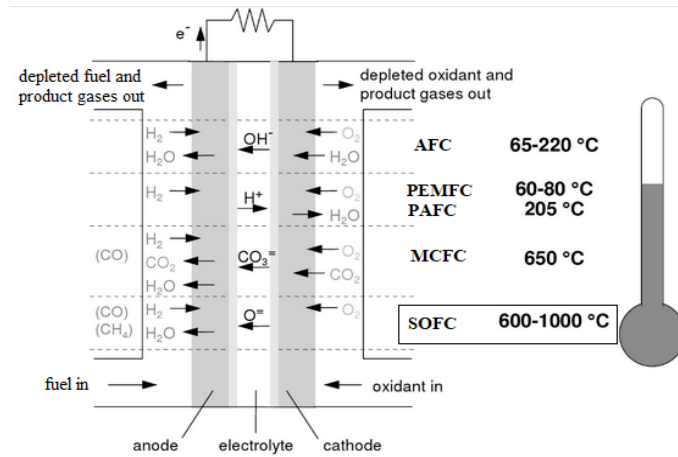 e⁻
depleted fuel and
product gases out
depleted oxidant and
product gases out
H₂
OH⁻
O₂
H₂O
H₂O
AFC
65-220 °C
H₂
H⁺
O₂
H₂O
PEMFC
60-80 °C
PAFC
205 °C
(CO)
H₂
CO₂
H₂O
CO₃⁼
O₂
CO₂
MCFC
650 °C
(CO)
(CH₄)
H₂
H₂O
O⁼
O₂
SOFC
600-1000 °C
fuel in
oxidant in
anode
electrolyte
cathode